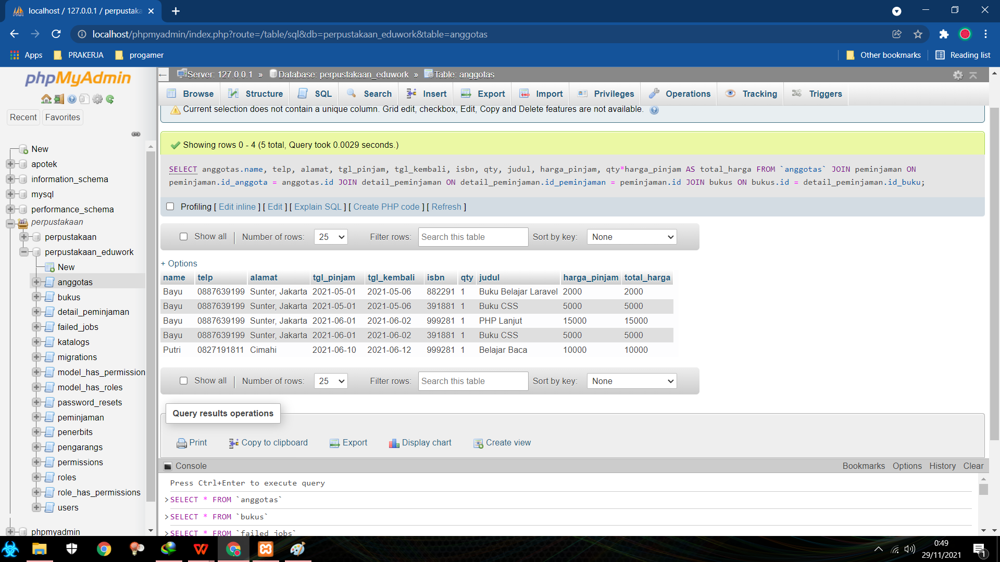 localhost / 127.0.0.1 / perpustaka
localhost/phpmyadmin/index.php?route=/table/sql&db=perpustakaan_eduwork&table=anggotas
Apps PRAKERJA progamer Other bookmarks Reading list
phpMyAdmin
Recent Favorites
New
apotek
information_schema
mysql
performance_schema
perpustakaan
perpustakaan
perpustakaan_eduwork
New
anggotas
bukus
detail_peminjaman
failed_jobs
katalogs
migrations
model_has_permission
model_has_roles
password_resets
peminjaman
penerbits
pengarangs
permissions
roles
role_has_permissions
users
phpmyadmin
Server: 127.0.0.1 » Database: perpustakaan_eduwork » Table: anggotas
Browse Structure SQL Search Insert Export Import Privileges Operations Tracking Triggers
Current selection does not contain a unique column. Grid edit, checkbox, Edit, Copy and Delete features are not available.
Showing rows 0 - 4 (5 total, Query took 0.0029 seconds.)
SELECT anggotas.name, telp, alamat, tgl_pinjam, tgl_kembali, isbn, qty, judul, harga_pinjam, qty*harga_pinjam AS total_harga FROM `anggotas` JOIN peminjaman ON
peminjaman.id_anggota = anggotas.id JOIN detail_peminjaman ON detail_peminjaman.id_peminjaman = peminjaman.id JOIN bukus ON bukus.id = detail_peminjaman.id_buku;
Profiling [ Edit inline ] [ Edit ] [ Explain SQL ] [ Create PHP code ] [ Refresh ]
Show all | Number of rows: 25 Filter rows: Search this table Sort by key: None
+ Options
name telp alamat tgl_pinjam tgl_kembali isbn qty judul harga_pinjam total_harga
Bayu 0887639199 Sunter, Jakarta 2021-05-01 2021-05-06 882291 1 Buku Belajar Laravel 2000 2000
Bayu 0887639199 Sunter, Jakarta 2021-05-01 2021-05-06 391881 1 Buku CSS 5000 5000
Bayu 0887639199 Sunter, Jakarta 2021-06-01 2021-06-02 999281 1 PHP Lanjut 15000 15000
Bayu 0887639199 Sunter, Jakarta 2021-06-01 2021-06-02 391881 1 Buku CSS 5000 5000
Putri 0827191811 Cimahi 2021-06-10 2021-06-12 999281 1 Belajar Baca 10000 10000
Show all | Number of rows: 25 Filter rows: Search this table Sort by key: None
Query results operations
Print Copy to clipboard Export Display chart Create view
Console Bookmarks Options History Clear
Press Ctrl+Enter to execute query
>SELECT * FROM `anggotas`
>SELECT * FROM `bukus`
>SELECT * FROM `failed_jobs`
0:49
29/11/2021
1